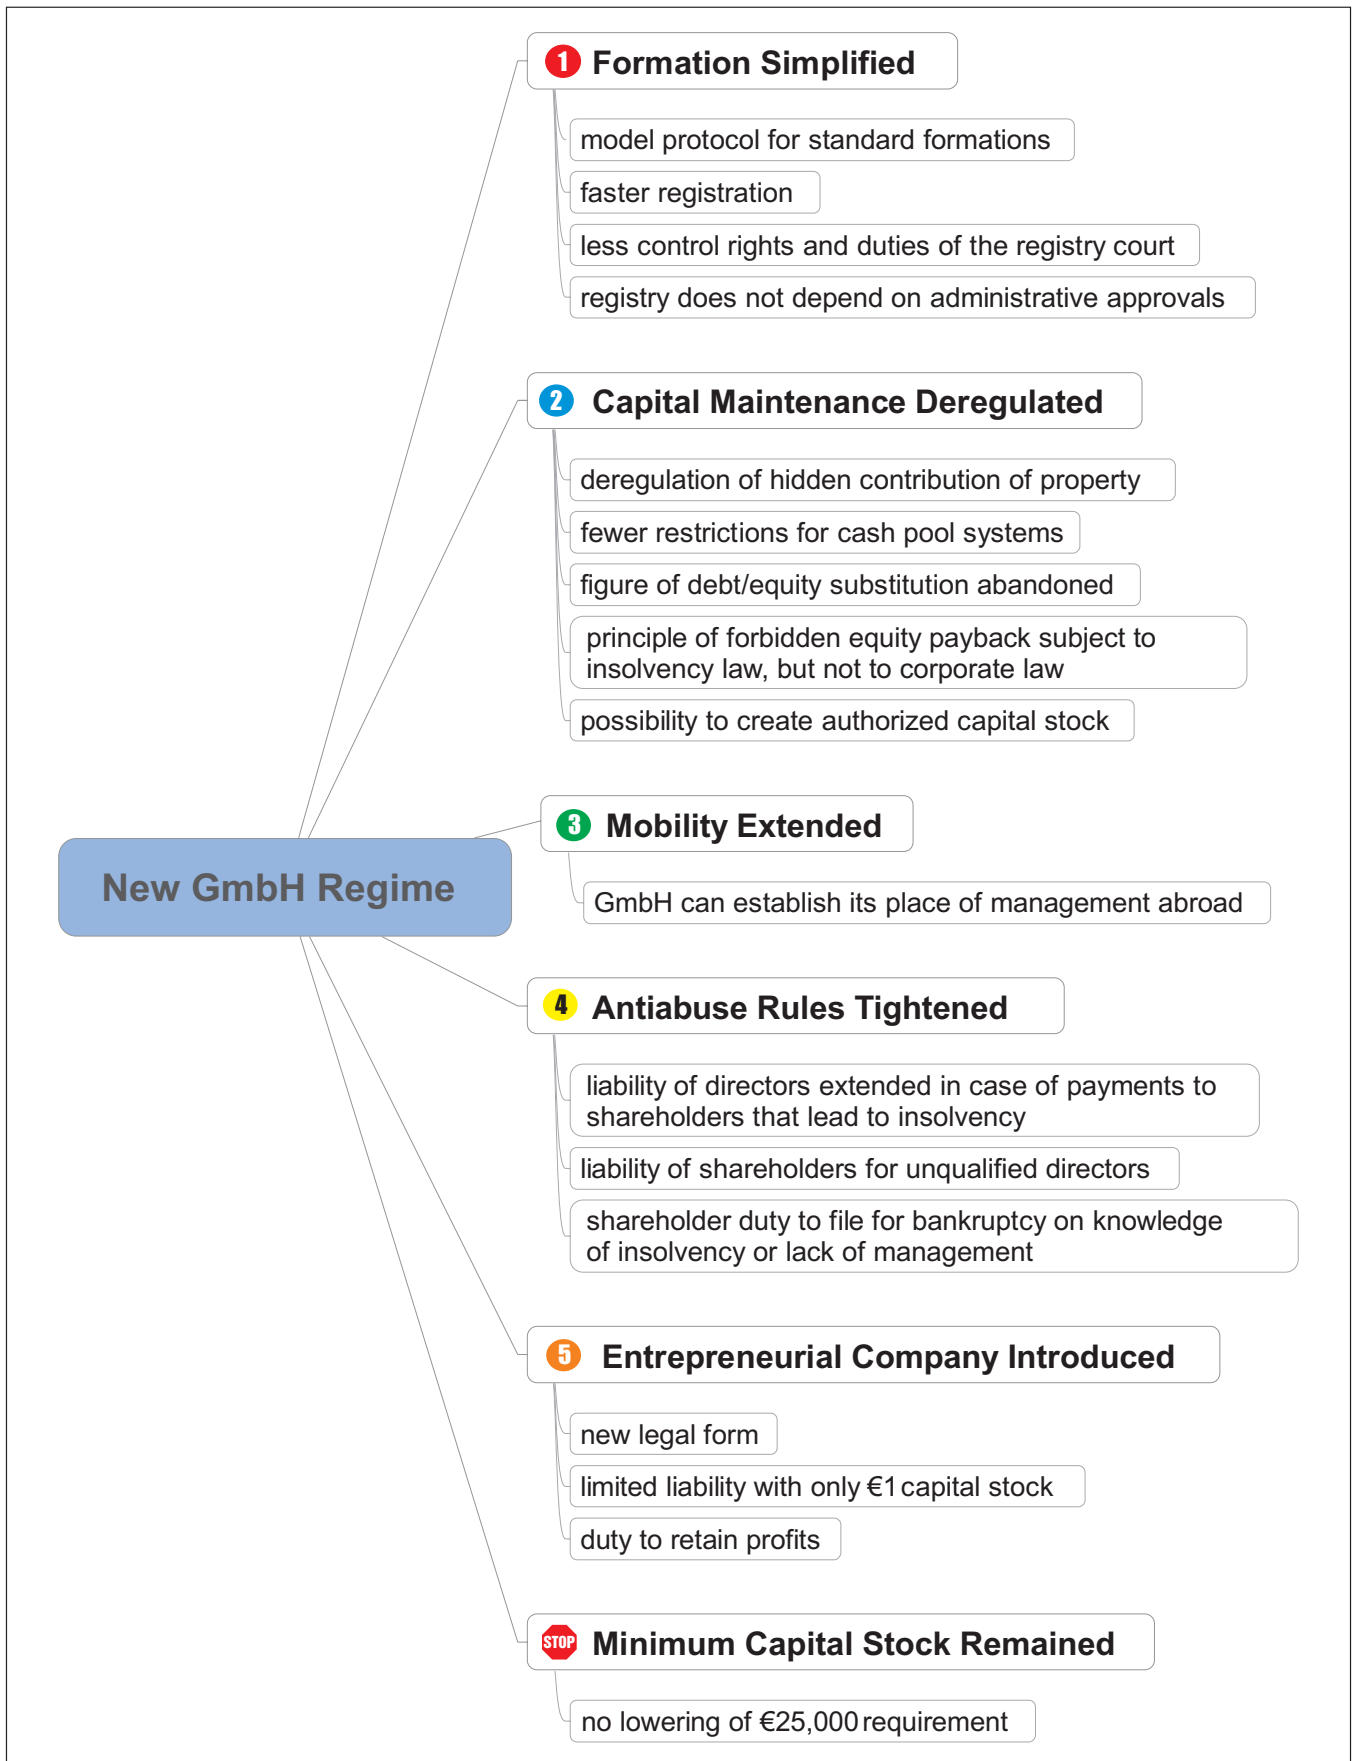 1 Formation Simplified
model protocol for standard formations
faster registration
less control rights and duties of the registry court
registry does not depend on administrative approvals
2 Capital Maintenance Deregulated
deregulation of hidden contribution of property
fewer restrictions for cash pool systems
figure of debt/equity substitution abandoned
principle of forbidden equity payback subject to
insolvency law, but not to corporate law
possibility to create authorized capital stock
3 Mobility Extended
New GmbH Regime
GmbH can establish its place of management abroad
4 Antiabuse Rules Tightened
liability of directors extended in case of payments to
shareholders that lead to insolvency
liability of shareholders for unqualified directors
shareholder duty to file for bankruptcy on knowledge
of insolvency or lack of management
5 Entrepreneurial Company Introduced
new legal form
limited liability with only €1 capital stock
duty to retain profits
STOP Minimum Capital Stock Remained
no lowering of €25,000 requirement